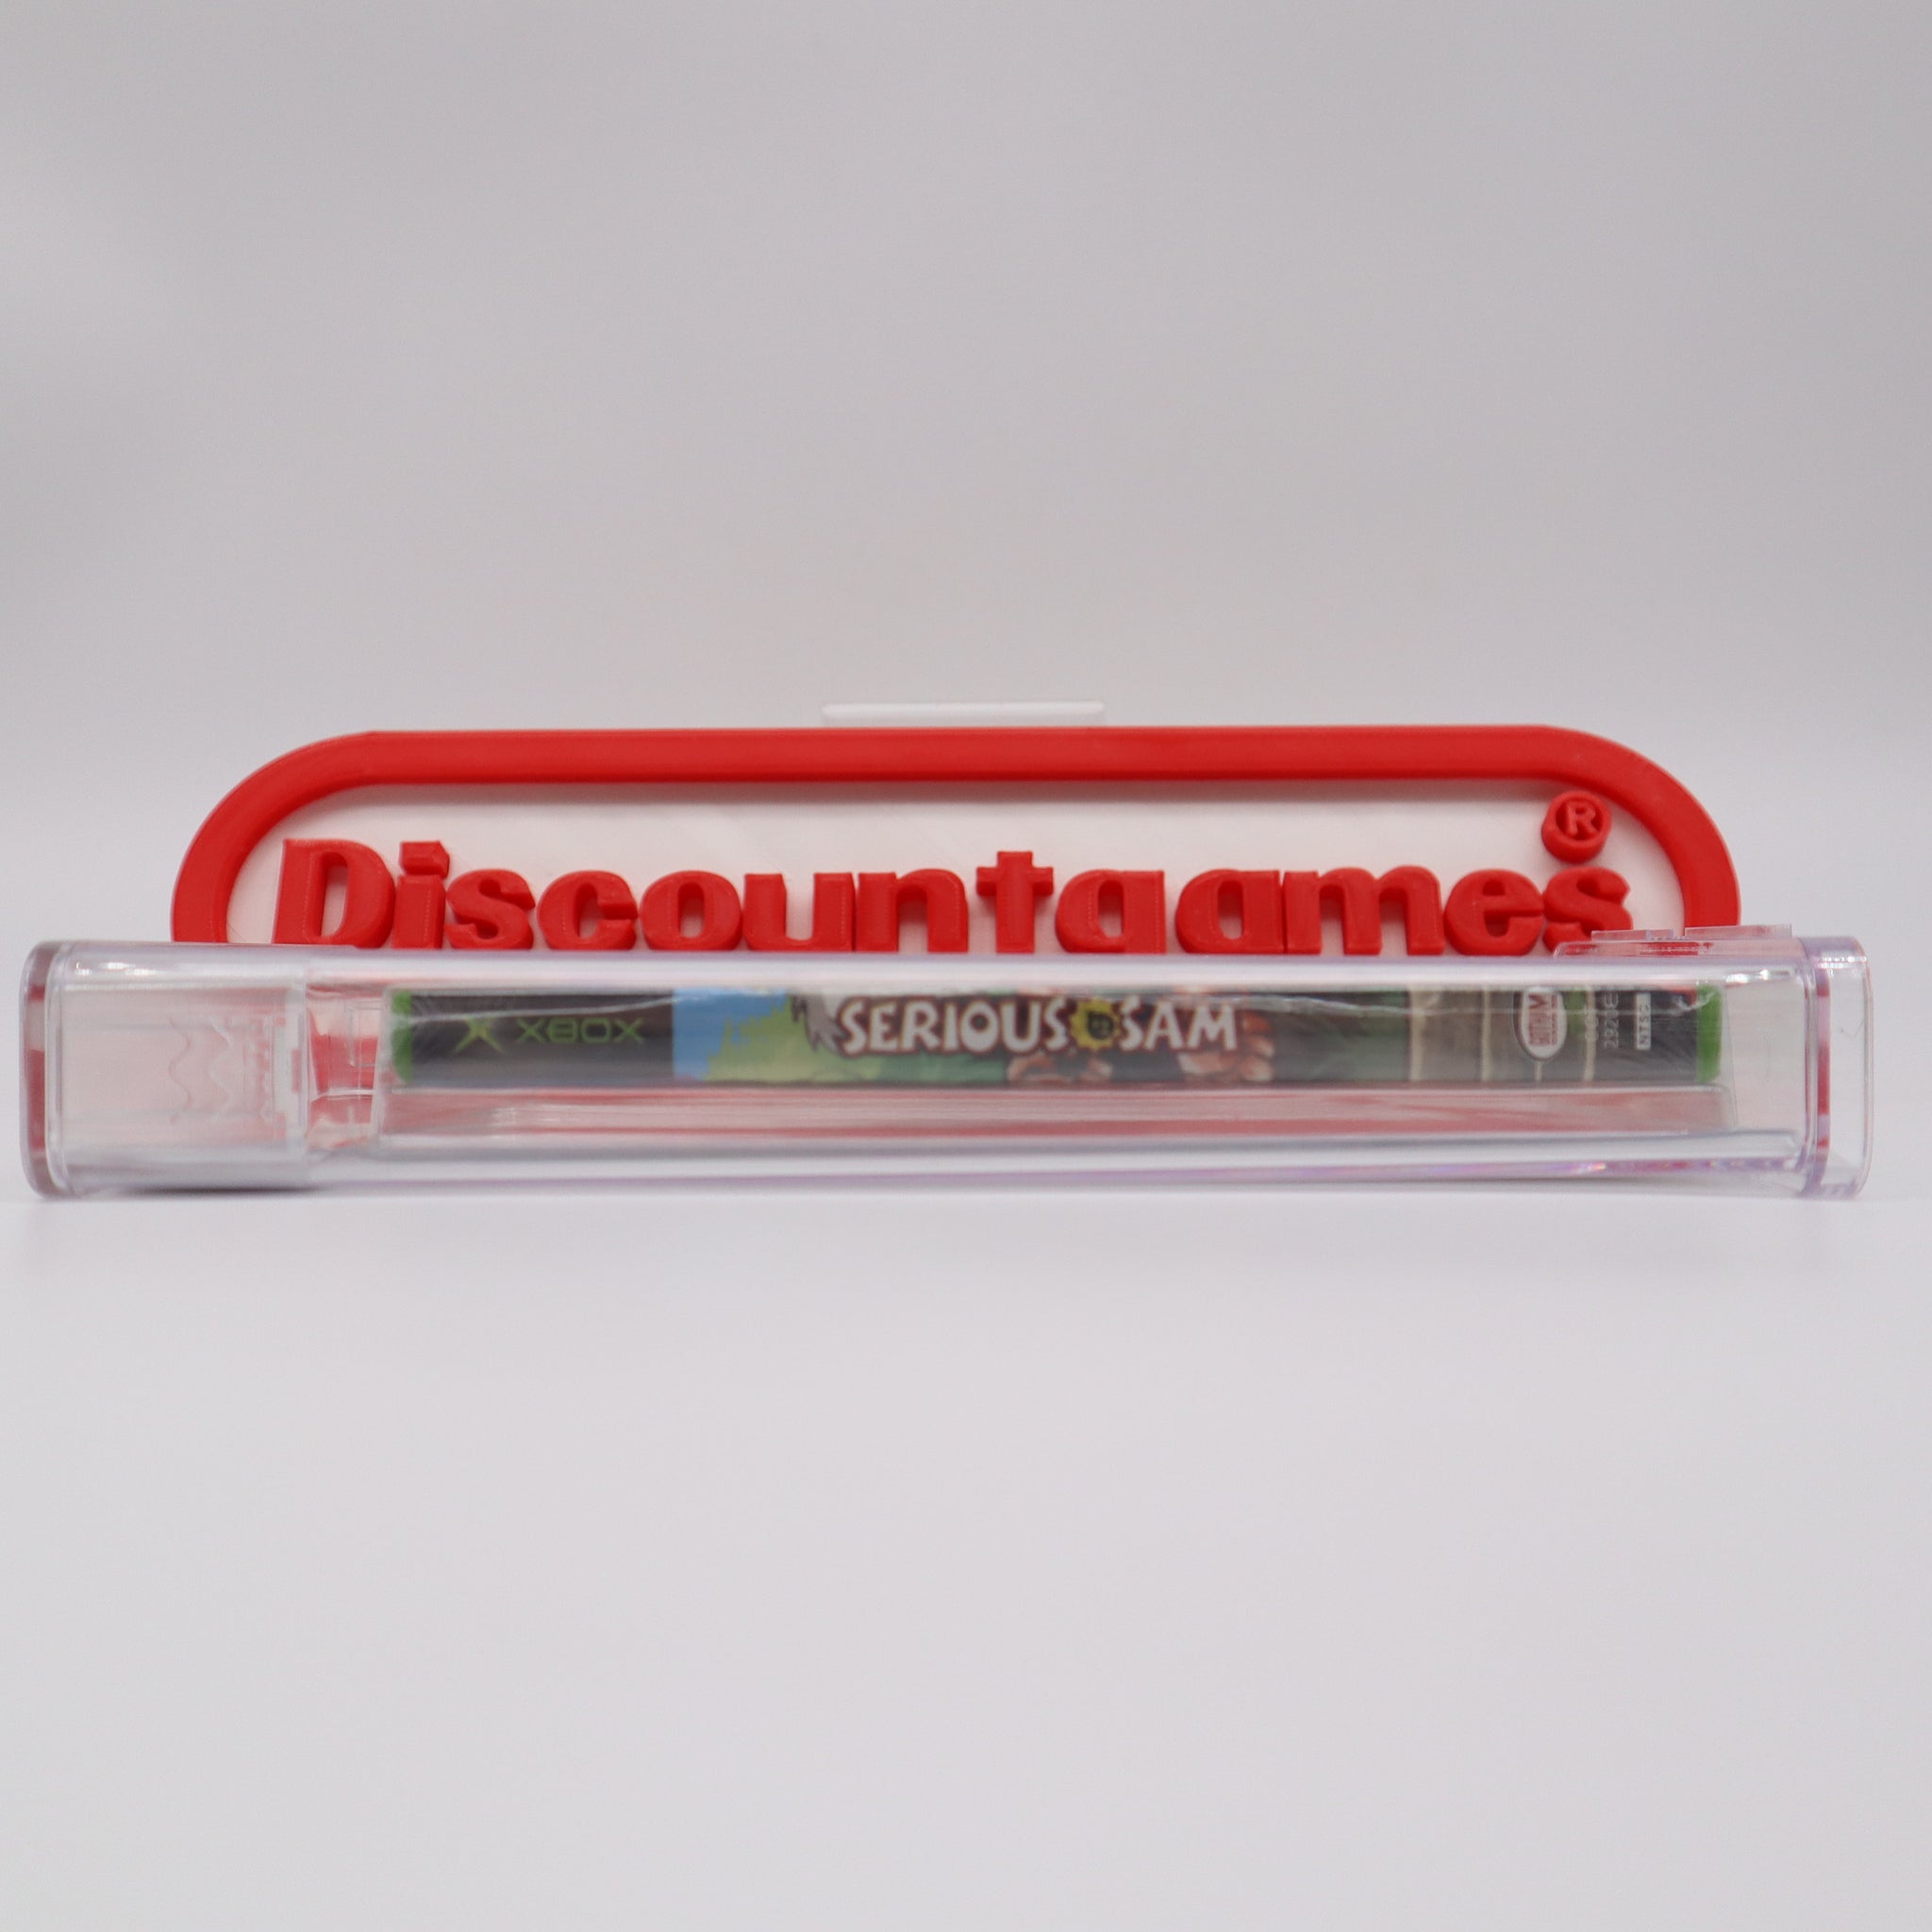 Discountgames®
XBOX
SERIOUS SAM
NTSC